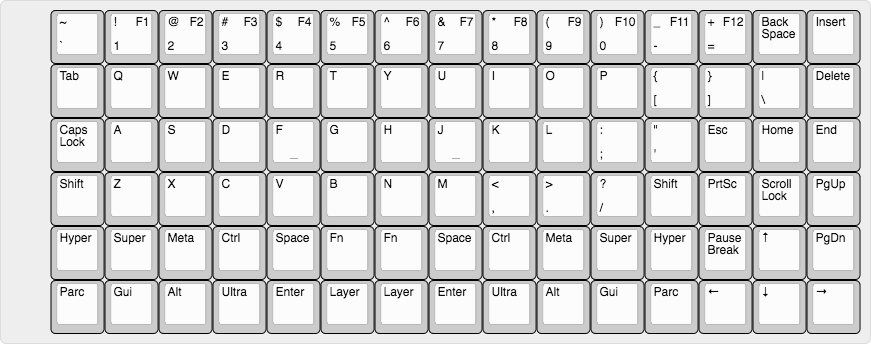 ~ ! F1 @ F2 # F3 $ F4 % F5 ^ F6 & F7 * F8 ( F9 ) F10 _ F11 + F12 Back Insert
Space
` 1 2 3 4 5 6 7 8 9 0 - =
Tab Q W E R T Y U I O P { } | Delete
[ ] \
Caps A S D F G H J K L : " Esc Home End
Lock
_ _ ; '
Shift Z X C V B N M < > ? Shift PrtSc Scroll PgUp
Lock
, . /
Hyper Super Meta Ctrl Space Fn Fn Space Ctrl Meta Super Hyper Pause ↑ PgDn
Break
Parc Gui Alt Ultra Enter Layer Layer Enter Ultra Alt Gui Parc ← ↓ →